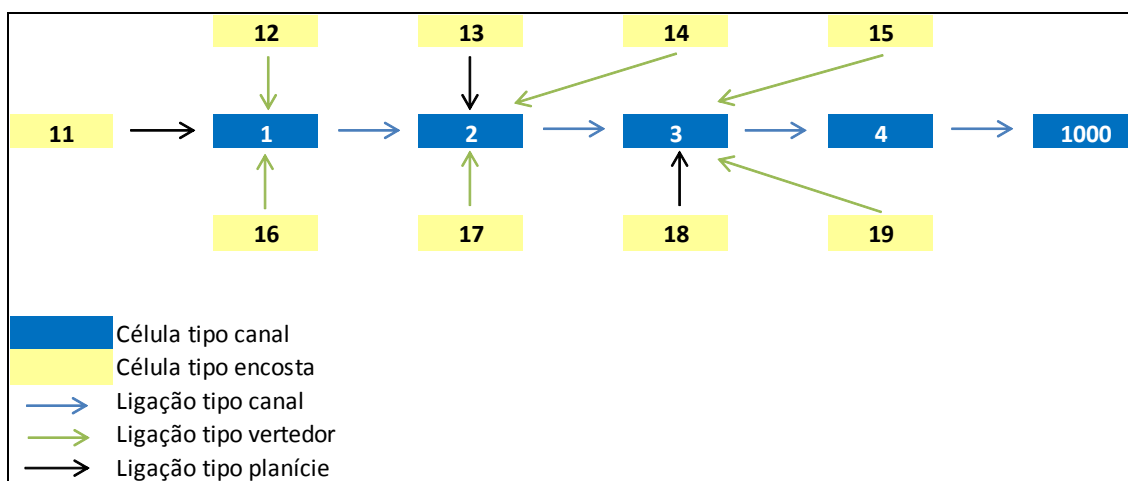 12 13 14 15
11 1 2 3 4 1000
16 17 18 19
Célula tipo canal
Célula tipo encosta
Ligação tipo canal
Ligação tipo vertedor
Ligação tipo planície